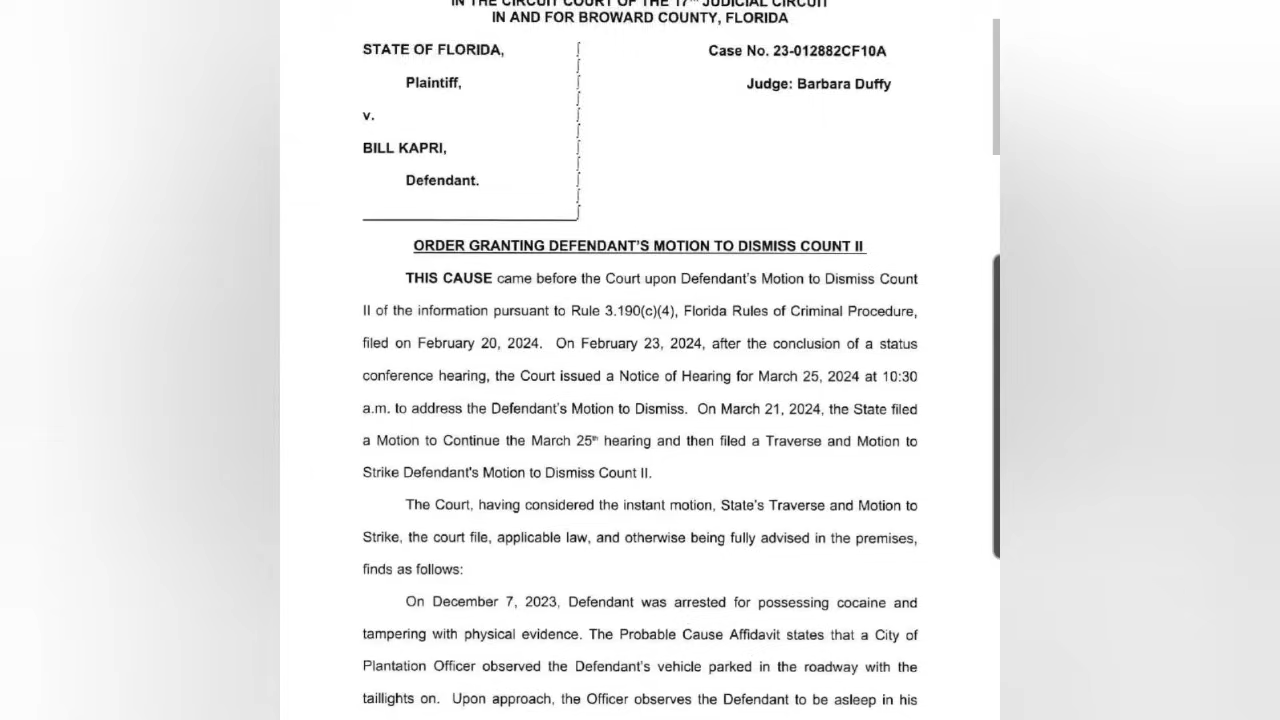 IN THE CIRCUIT COURT OF THE 17TH JUDICIAL CIRCUIT
IN AND FOR BROWARD COUNTY, FLORIDA
STATE OF FLORIDA,
Case No. 23-012882CF10A
Plaintiff,
Judge: Barbara Duffy
v.
BILL KAPRI,
Defendant.
ORDER GRANTING DEFENDANT'S MOTION TO DISMISS COUNT II
THIS CAUSE came before the Court upon Defendant's Motion to Dismiss Count
II of the information pursuant to Rule 3.190(c)(4), Florida Rules of Criminal Procedure,
filed on February 20, 2024. On February 23, 2024, after the conclusion of a status
conference hearing, the Court issued a Notice of Hearing for March 25, 2024 at 10:30
a.m. to address the Defendant's Motion to Dismiss. On March 21, 2024, the State filed
a Motion to Continue the March 25th hearing and then filed a Traverse and Motion to
Strike Defendant's Motion to Dismiss Count II.
The Court, having considered the instant motion, State's Traverse and Motion to
Strike, the court file, applicable law, and otherwise being fully advised in the premises,
finds as follows:
On December 7, 2023, Defendant was arrested for possessing cocaine and
tampering with physical evidence. The Probable Cause Affidavit states that a City of
Plantation Officer observed the Defendant's vehicle parked in the roadway with the
taillights on. Upon approach, the Officer observes the Defendant to be asleep in his